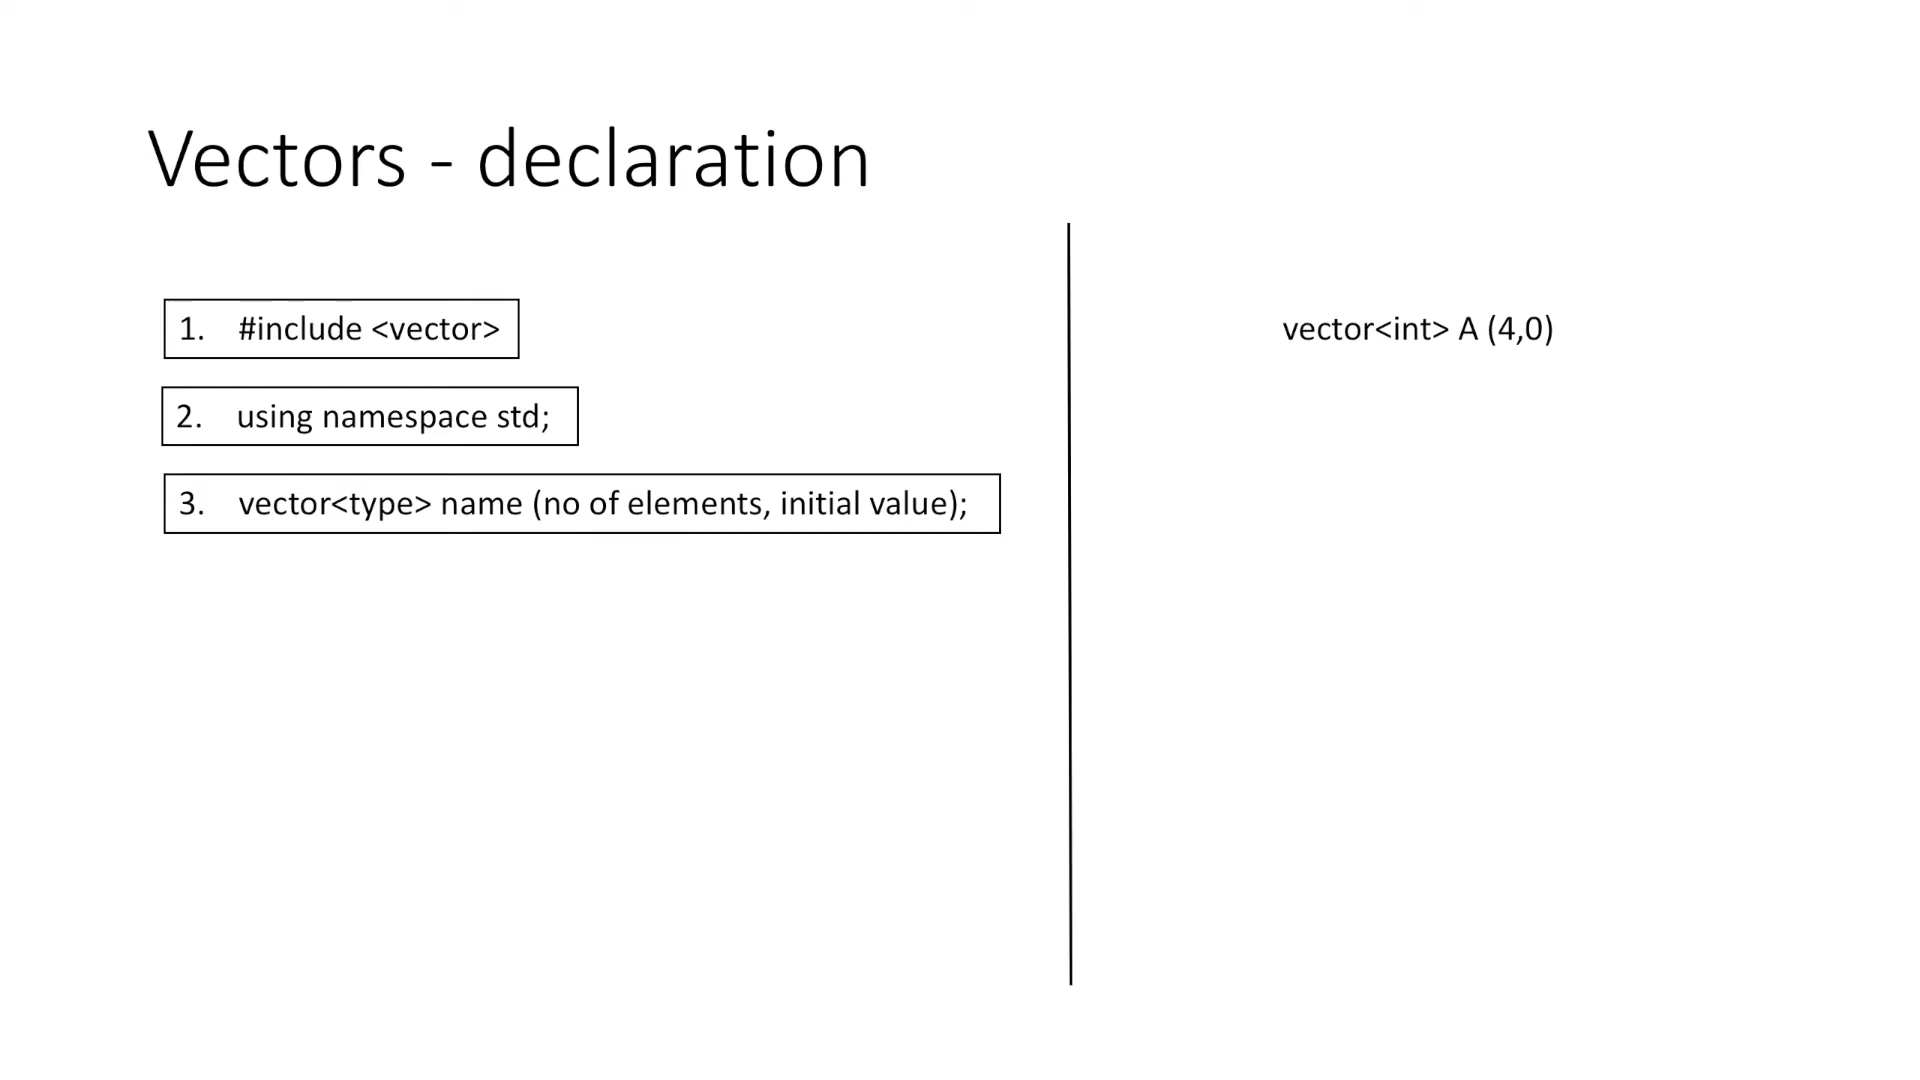 Vectors - declaration
1. #include <vector>
2. using namespace std;
3. vector<type> name (no of elements, initial value);
vector<int> A (4,0)